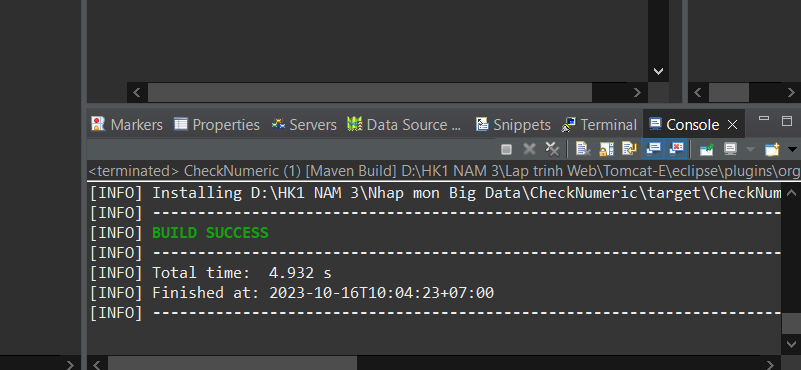 Markers Properties Servers Data Source ... Snippets Terminal Console
<terminated> CheckNumeric (1) [Maven Build] D:\HK1 NAM 3\Lap trinh Web\Tomcat-E\eclipse\plugins\org
[INFO] Installing D:\HK1 NAM 3\Nhap mon Big Data\CheckNumeric\target\CheckNum
[INFO] ----------------------------------------------------------------------
[INFO] BUILD SUCCESS
[INFO] ----------------------------------------------------------------------
[INFO] Total time:  4.932 s
[INFO] Finished at: 2023-10-16T10:04:23+07:00
[INFO] ----------------------------------------------------------------------